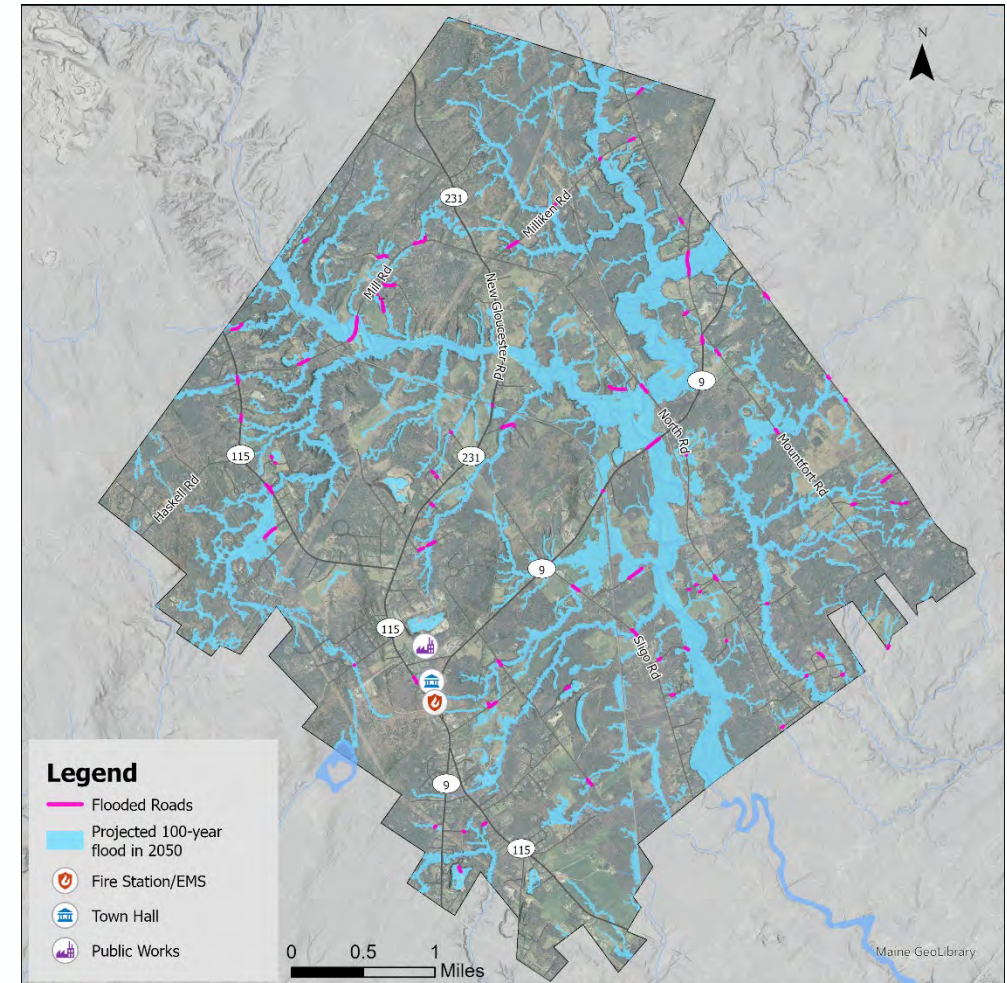 N
231
Milliken Rd
Mill Rd
New Gloucester Rd
9
North Rd
Mountfort Rd
115
231
Haskell Rd
9
115
Sligo Rd
9
115
Legend
Flooded Roads
Projected 100-year
flood in 2050
Fire Station/EMS
Town Hall
Public Works
0 0.5 1
Miles
Maine GeoLibrary